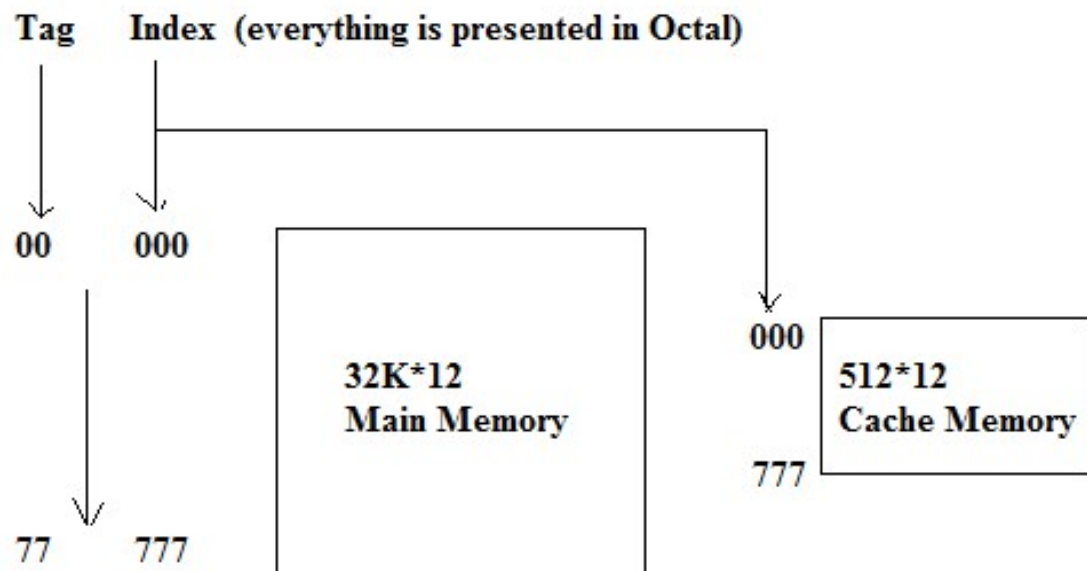 Tag Index (everything is presented in Octal)
00 000
000
32K*12
Main Memory
512*12
Cache Memory
777
77 777